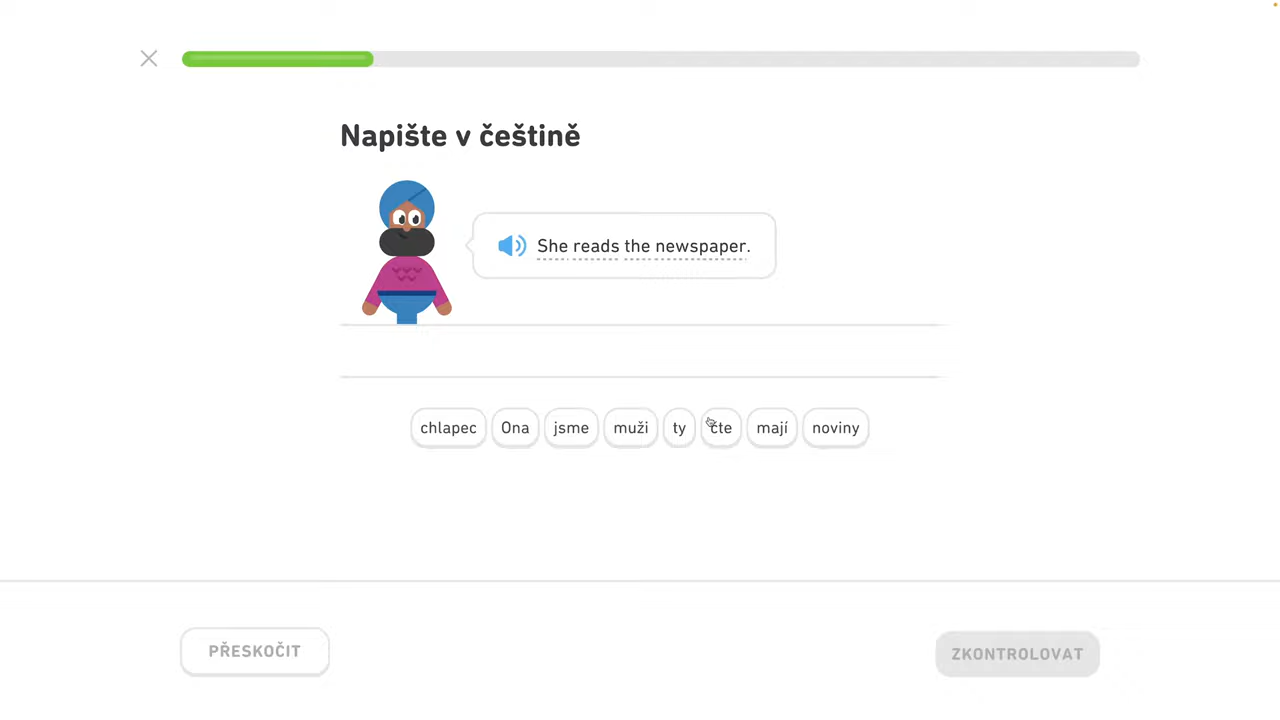 Napište v češtině
She reads the newspaper.
chlapec Ona jsme muži ty čte mají noviny
PŘESKOČIT
ZKONTROLOVAT